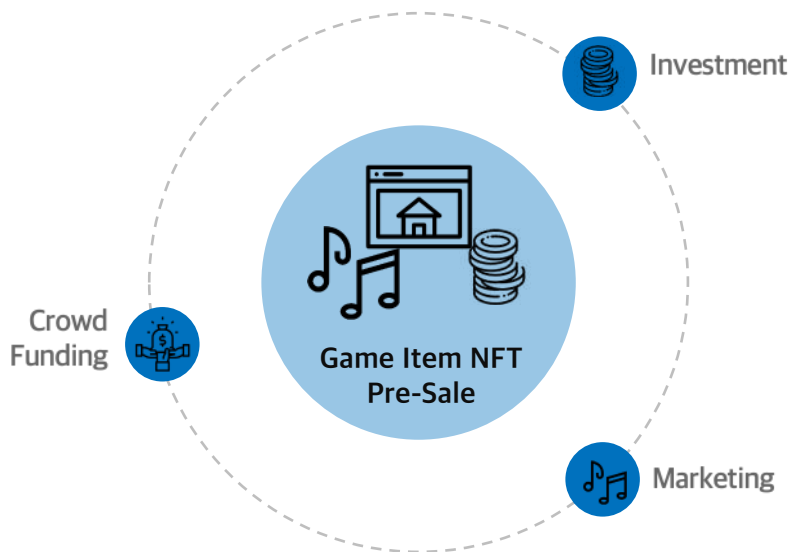 Investment
Crowd
Funding
$
Game Item NFT
Pre-Sale
Marketing